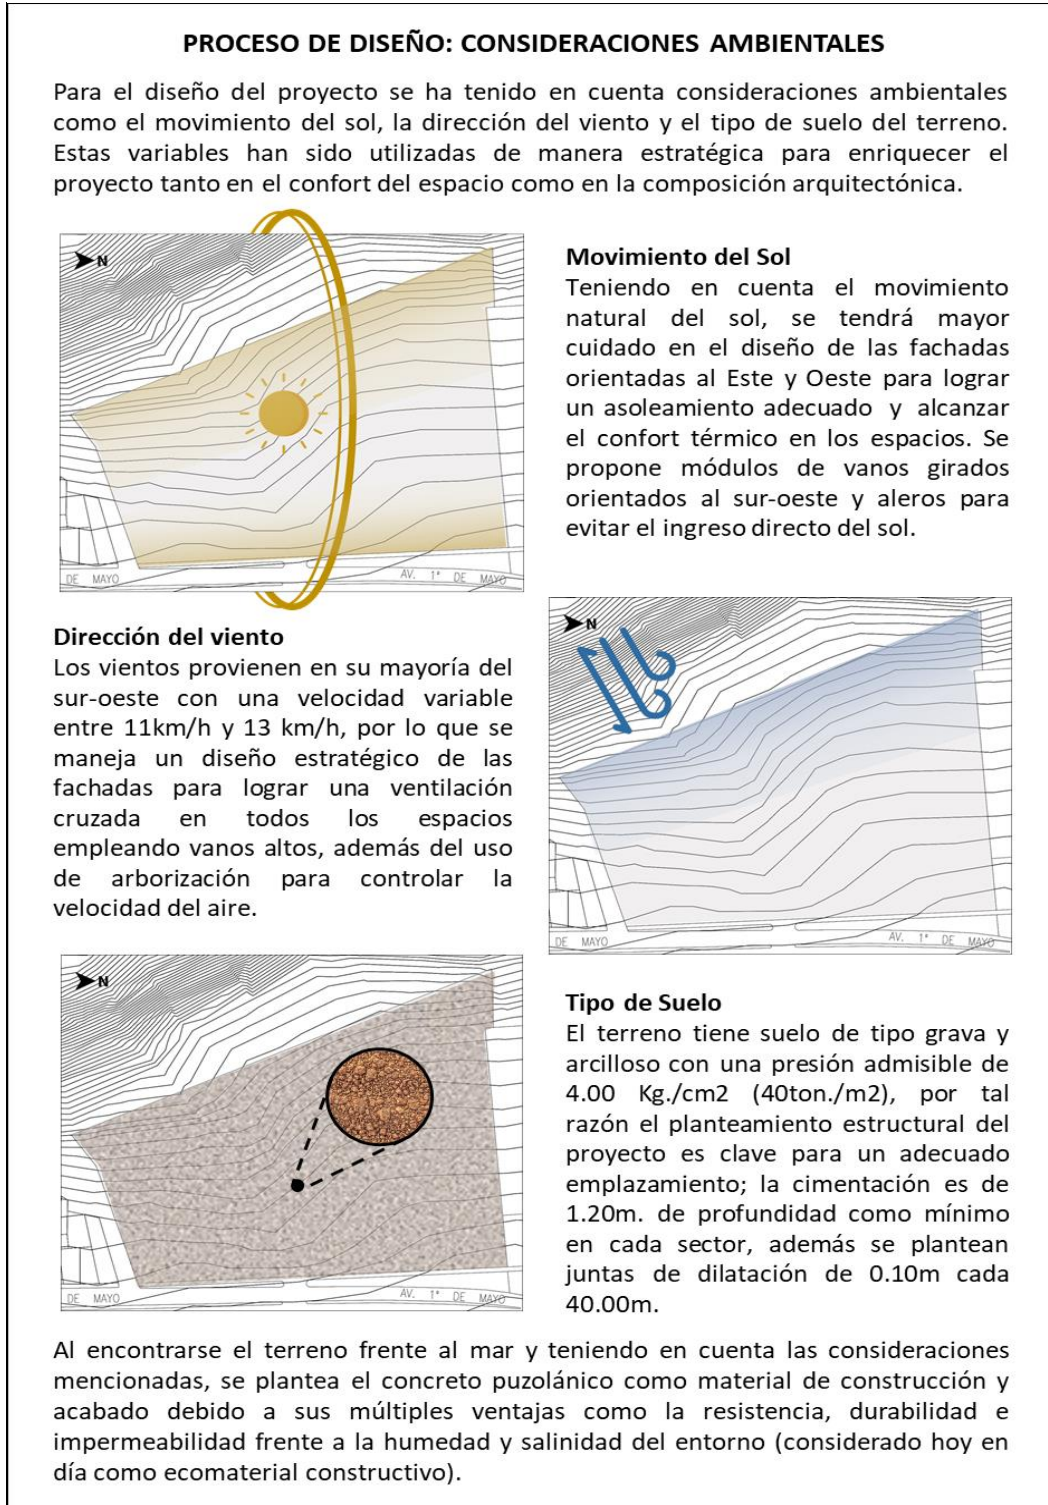 PROCESO DE DISEÑO: CONSIDERACIONES AMBIENTALES
Para el diseño del proyecto se ha tenido en cuenta consideraciones ambientales
como el movimiento del sol, la dirección del viento y el tipo de suelo del terreno.
Estas variables han sido utilizadas de manera estratégica para enriquecer el
proyecto tanto en el confort del espacio como en la composición arquitectónica.
N
DE MAYO
AV. 1° DE MAYO
Movimiento del Sol
Teniendo en cuenta el movimiento
natural del sol, se tendrá mayor
cuidado en el diseño de las fachadas
orientadas al Este y Oeste para lograr
un asoleamiento adecuado y alcanzar
el confort térmico en los espacios. Se
propone módulos de vanos girados
orientados al sur-oeste y aleros para
evitar el ingreso directo del sol.
Dirección del viento
Los vientos provienen en su mayoría del
sur-oeste con una velocidad variable
entre 11km/h y 13 km/h, por lo que se
maneja un diseño estratégico de las
fachadas para lograr una ventilación
cruzada en todos los espacios
empleando vanos altos, además del uso
de arborización para controlar la
velocidad del aire.
N
DE MAYO
AV. 1° DE MAYO
N
DE MAYO
AV. 1° DE MAYO
Tipo de Suelo
El terreno tiene suelo de tipo grava y
arcilloso con una presión admisible de
4.00 Kg./cm2 (40ton./m2), por tal
razón el planteamiento estructural del
proyecto es clave para un adecuado
emplazamiento; la cimentación es de
1.20m. de profundidad como mínimo
en cada sector, además se plantean
juntas de dilatación de 0.10m cada
40.00m.
Al encontrarse el terreno frente al mar y teniendo en cuenta las consideraciones
mencionadas, se plantea el concreto puzolánico como material de construcción y
acabado debido a sus múltiples ventajas como la resistencia, durabilidad e
impermeabilidad frente a la humedad y salinidad del entorno (considerado hoy en
día como ecomaterial constructivo).